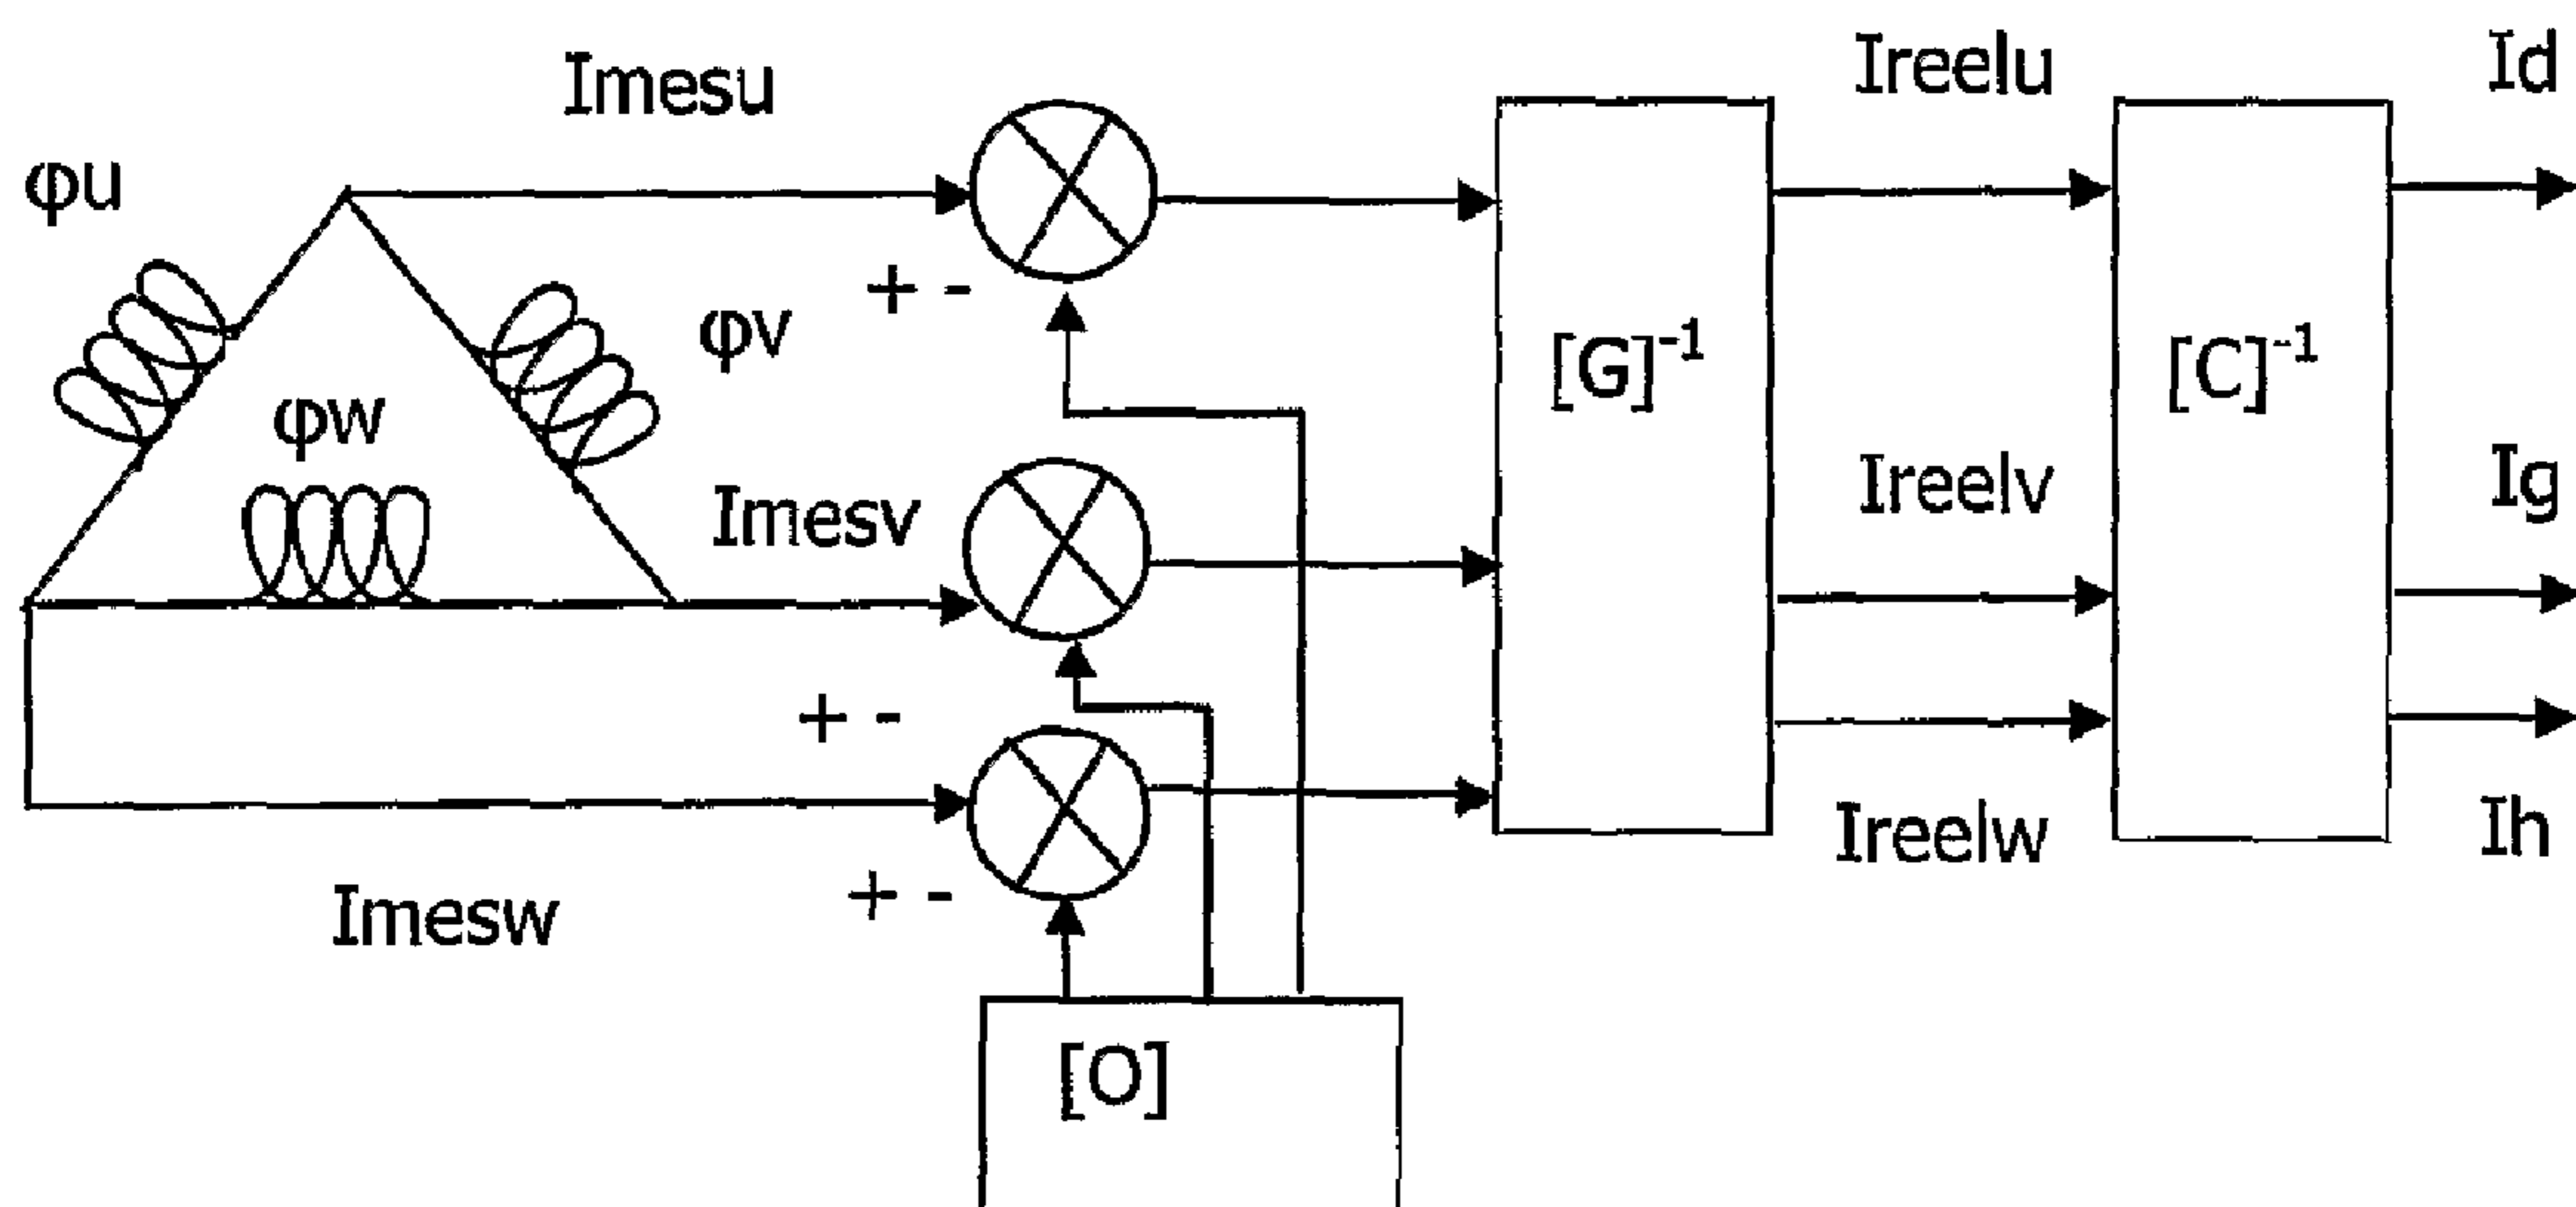 Imesu
Ireelu
Id
φu
φv
+ -
[G]⁻¹
[C]⁻¹
φw
Imesv
Ireelv
Ig
+ -
Imesw
+ -
Ireelw
Ih
[O]